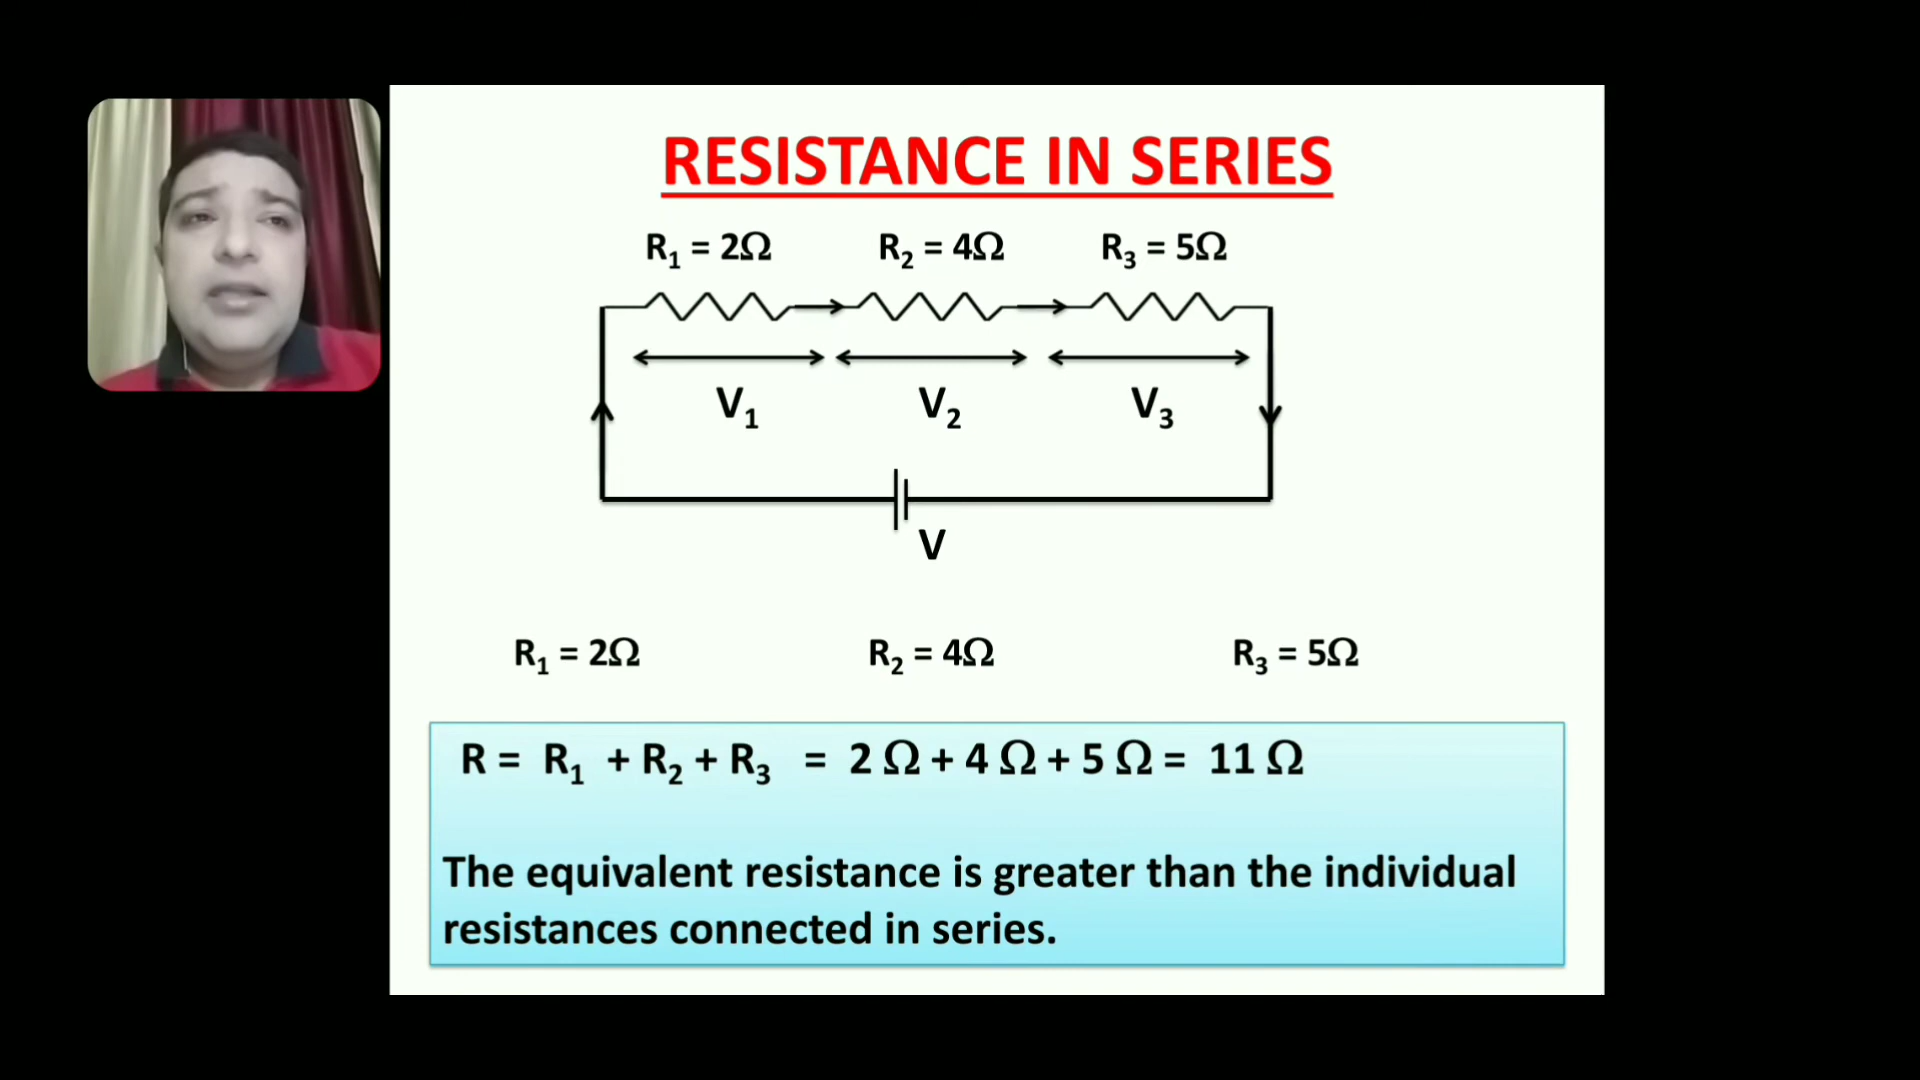 RESISTANCE IN SERIES
R₁ = 2Ω R₂ = 4Ω R₃ = 5Ω
V₁ V₂ V₃
V
R₁ = 2Ω R₂ = 4Ω R₃ = 5Ω
R = R₁ + R₂ + R₃ = 2 Ω + 4 Ω + 5 Ω = 11 Ω
The equivalent resistance is greater than the individual
resistances connected in series.